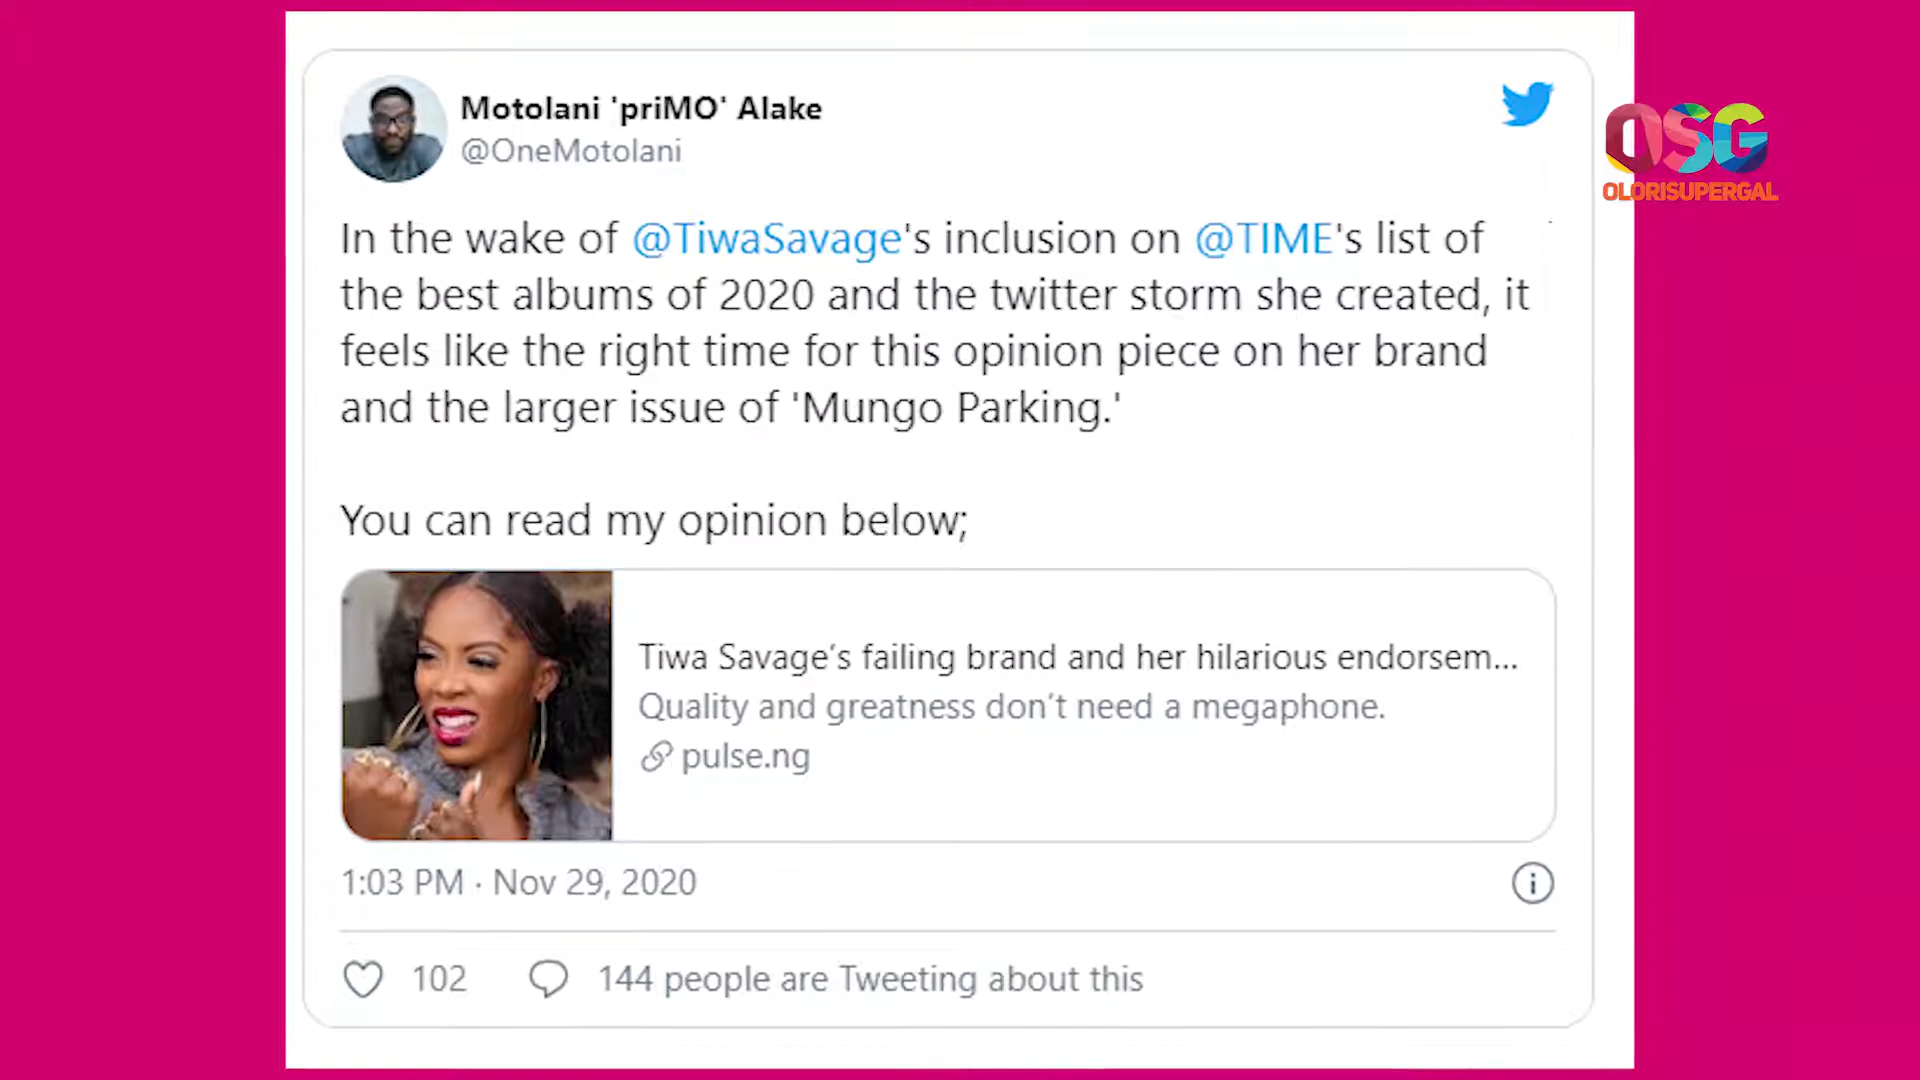 Motolani 'priMO' Alake
@OneMotolani
OSG
OLORISUPERGAL
In the wake of @TiwaSavage's inclusion on @TIME's list of
the best albums of 2020 and the twitter storm she created, it
feels like the right time for this opinion piece on her brand
and the larger issue of 'Mungo Parking.'
You can read my opinion below;
Tiwa Savage's failing brand and her hilarious endorsem...
Quality and greatness don't need a megaphone.
pulse.ng
1:03 PM · Nov 29, 2020
102
144 people are Tweeting about this